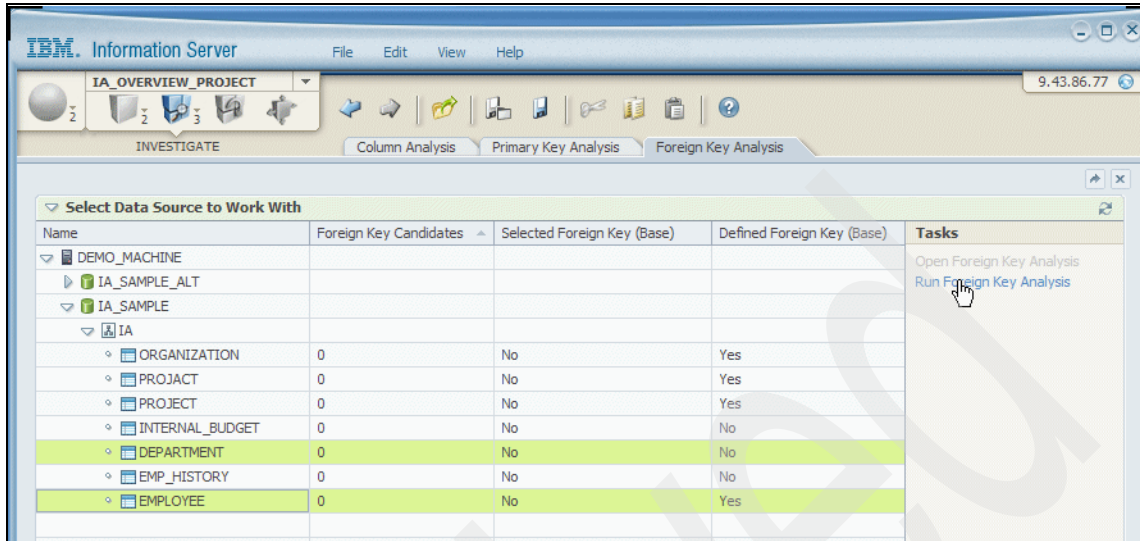 IBM. Information Server File Edit View Help
IA_OVERVIEW_PROJECT 9.43.86.77
2 2 3
INVESTIGATE Column Analysis Primary Key Analysis Foreign Key Analysis
Select Data Source to Work With
Name Foreign Key Candidates Selected Foreign Key (Base) Defined Foreign Key (Base) Tasks
DEMO_MACHINE Open Foreign Key Analysis
IA_SAMPLE_ALT Run Foreign Key Analysis
IA_SAMPLE
IA
ORGANIZATION 0 No Yes
PROJACT 0 No Yes
PROJECT 0 No Yes
INTERNAL_BUDGET 0 No No
DEPARTMENT 0 No No
EMP_HISTORY 0 No No
EMPLOYEE 0 No Yes